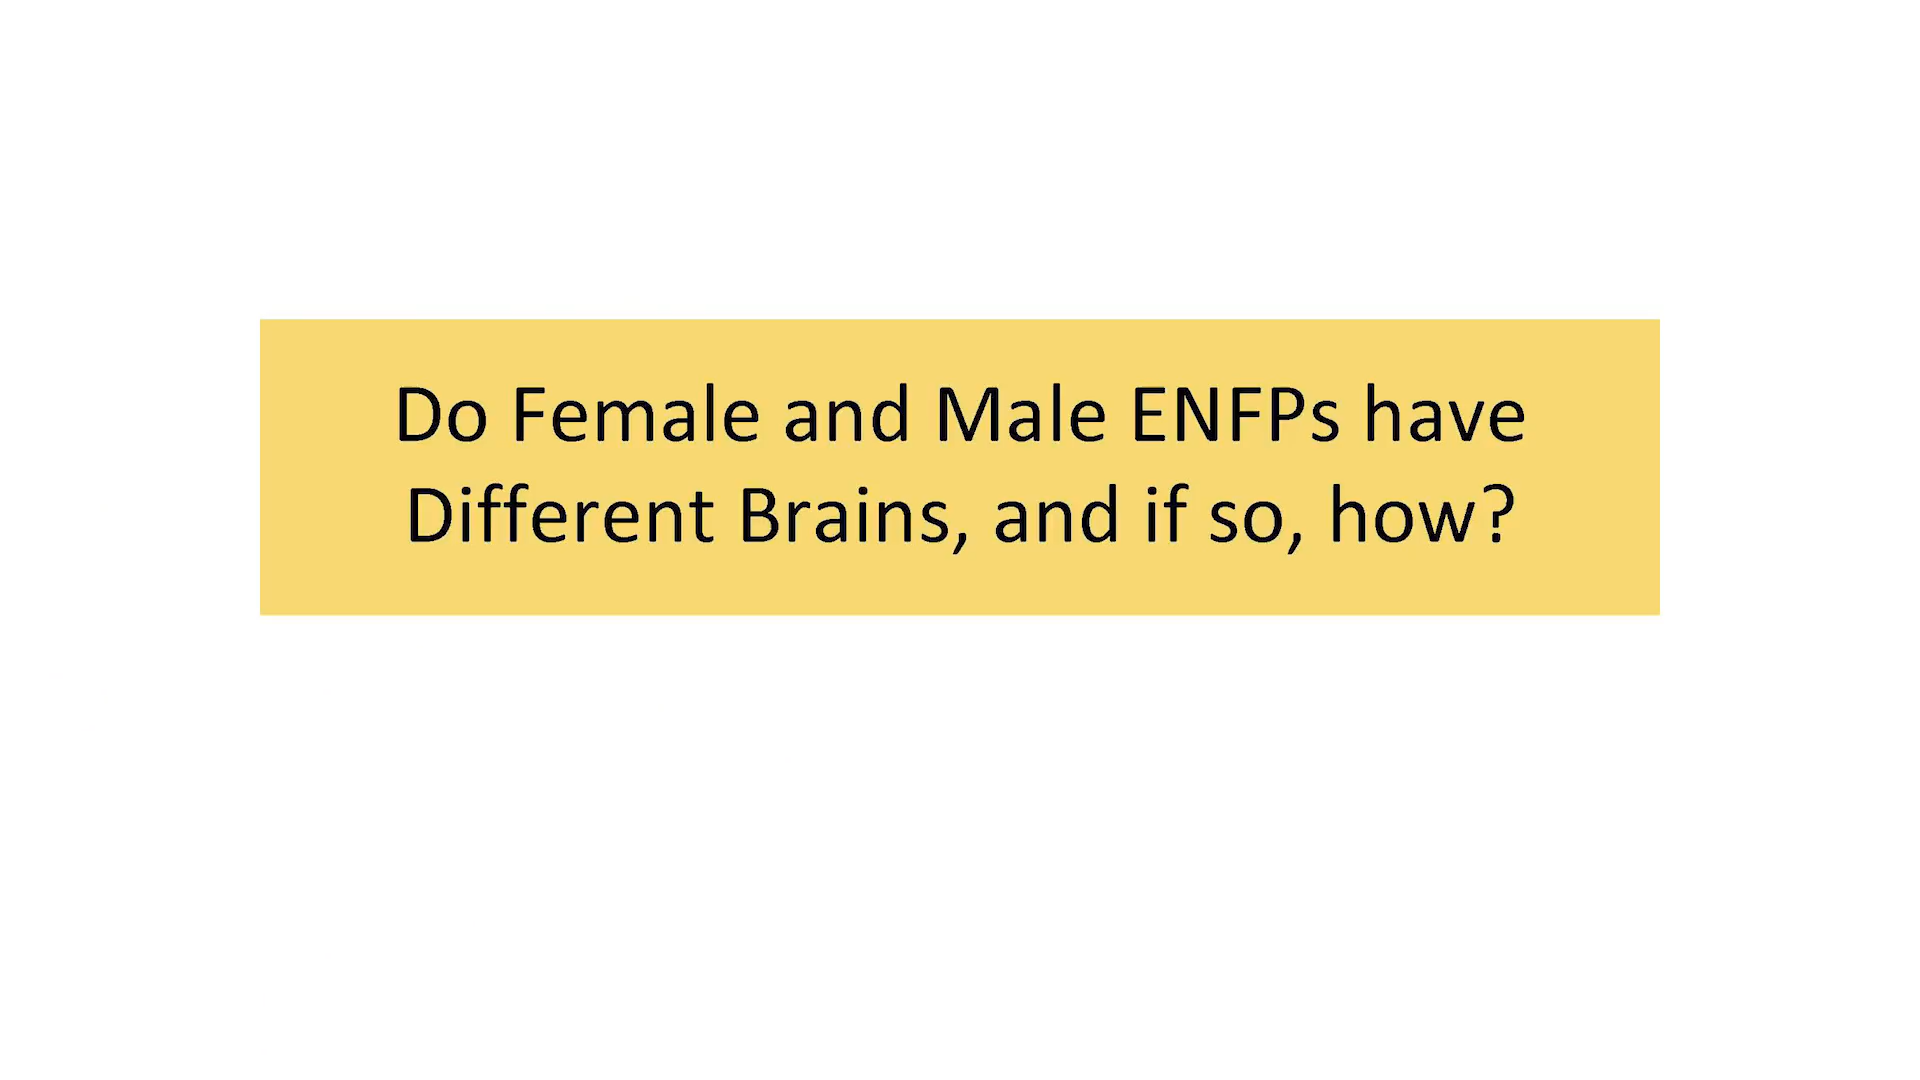 Do Female and Male ENFPs have
Different Brains, and if so, how?